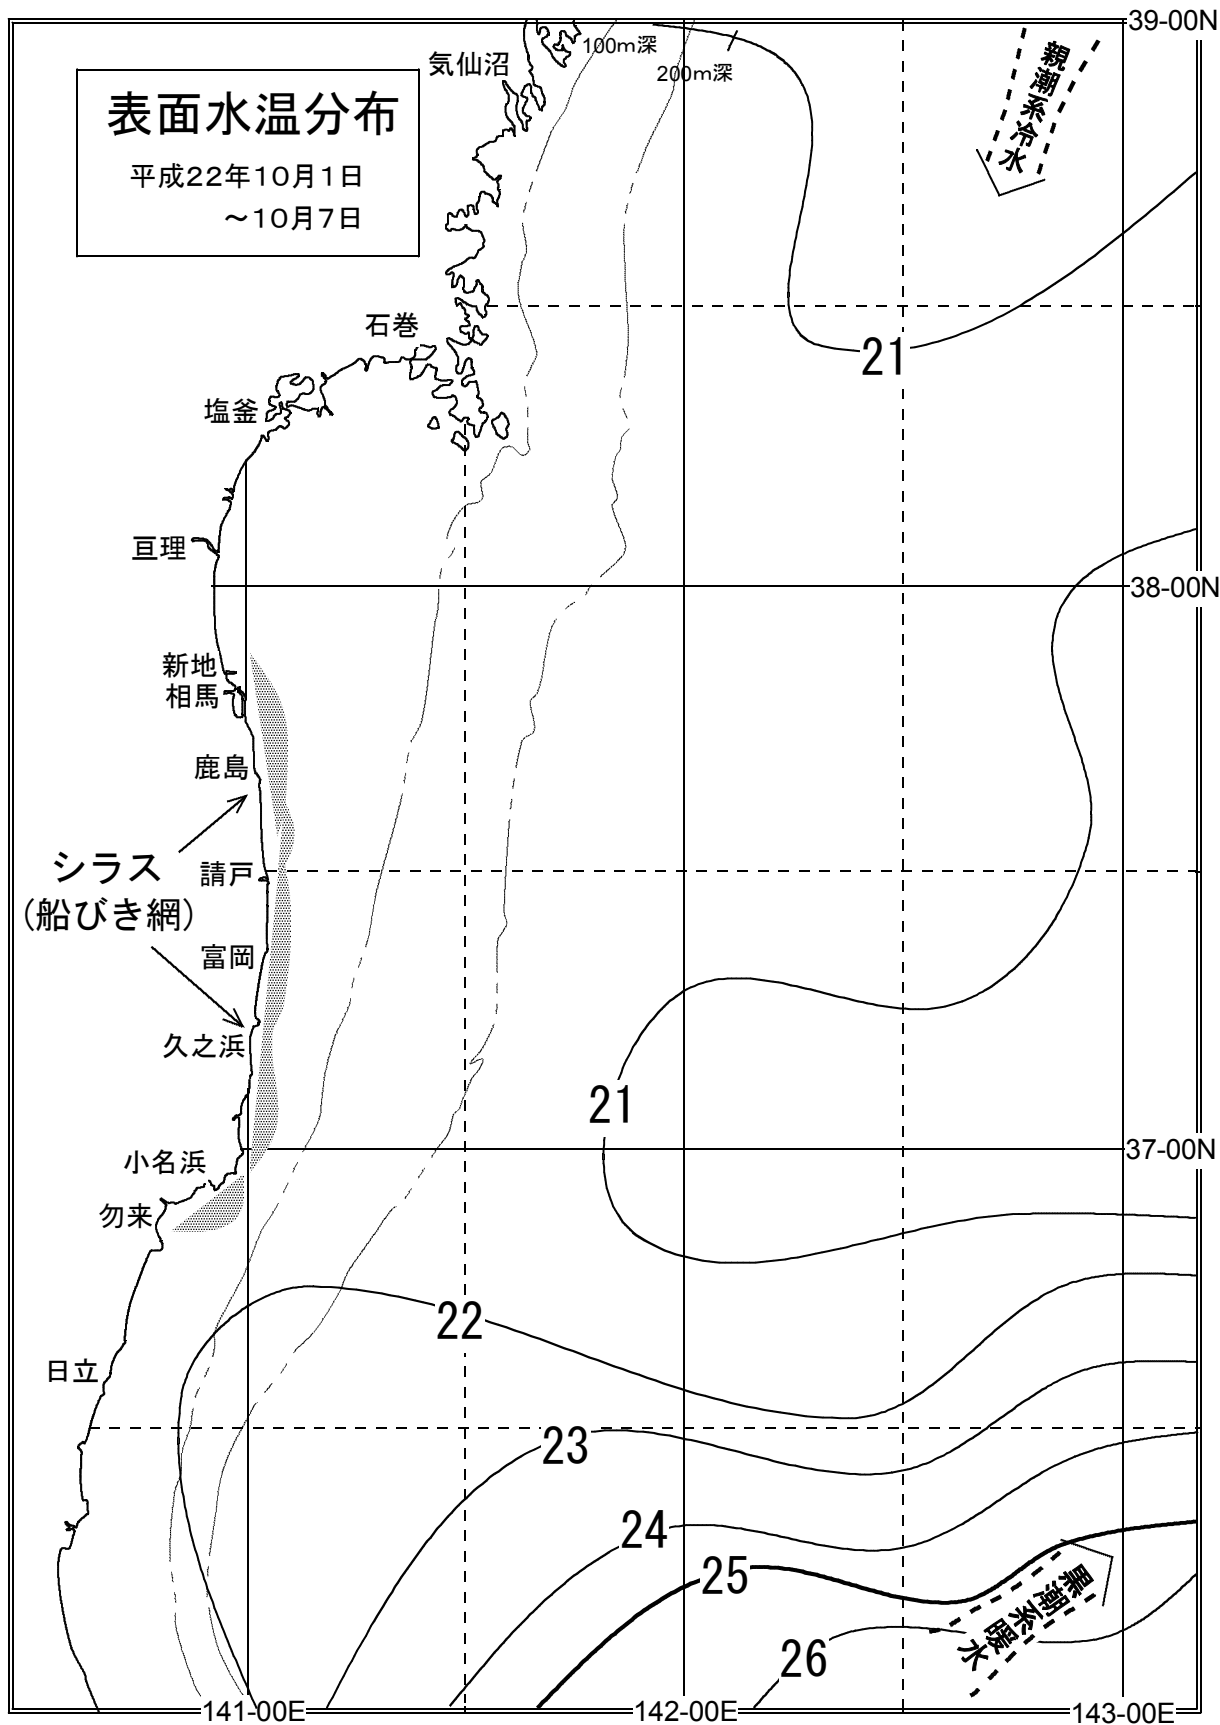 39-00N
100m深
200m深
気仙沼
親潮系冷水
表面水温分布
平成22年10月1日
～10月7日
石巻
21
塩釜
亘理
38-00N
新地
相馬
鹿島
シラス
(船びき網)
請戸
富岡
久之浜
21
37-00N
小名浜
勿来
22
日立
23
24
25
黒潮系暖水
26
141-00E
142-00E
143-00E